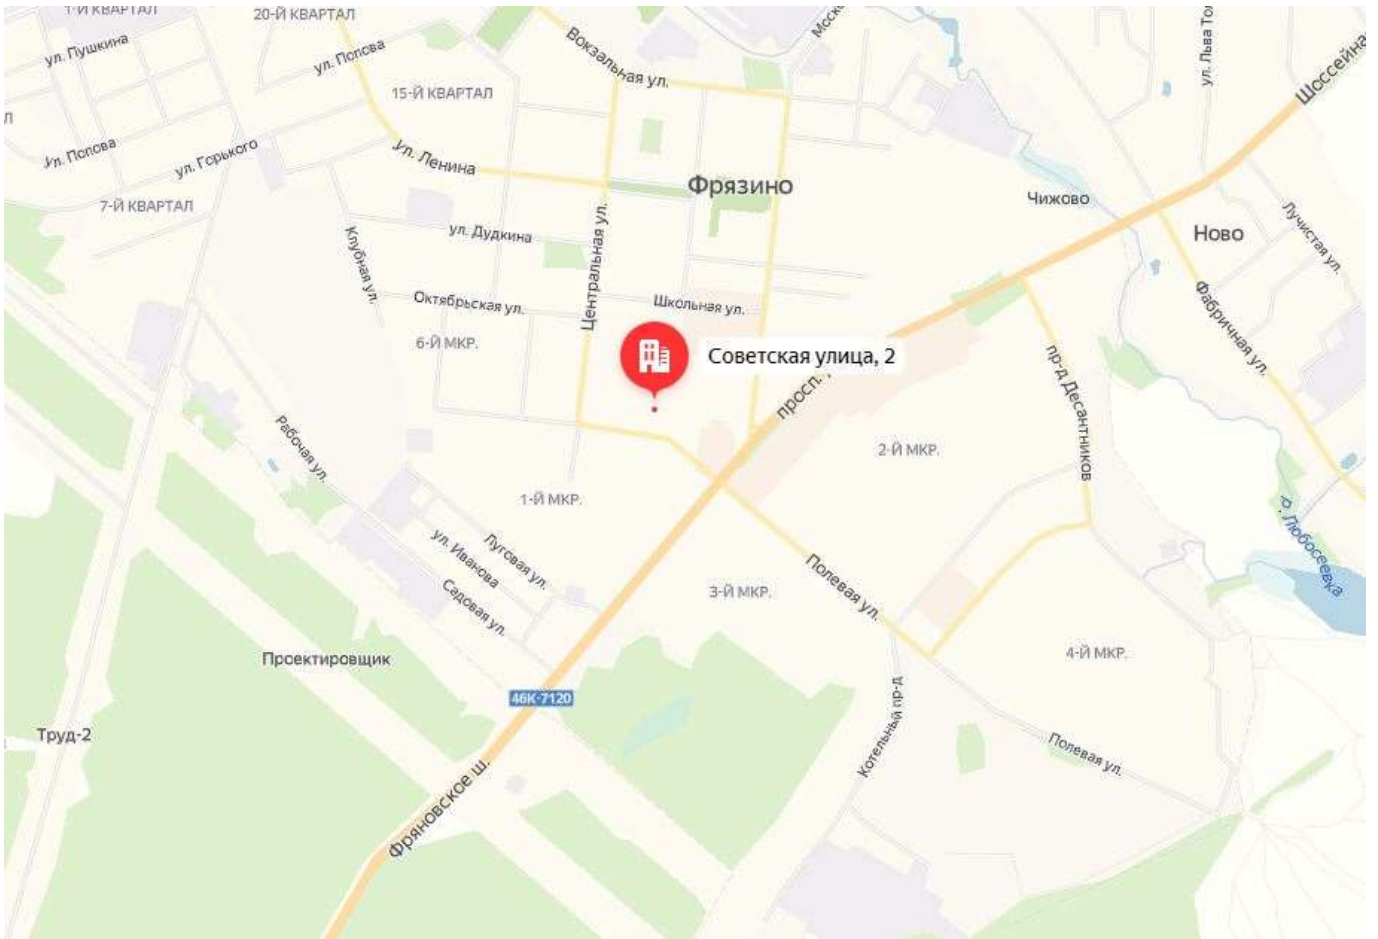 1-Й КВАРТАЛ
20-Й КВАРТАЛ
ул. Пушкина
ул. Попова
Вокзальная ул.
ул. Льва
Шоссейная
15-Й КВАРТАЛ
ул. Попова
ул. Горького
ул. Ленина
7-Й КВАРТАЛ
Фрязино
Чижово
Ново
Лучистая ул.
ул. Дудкина
Клубная ул.
Центральная ул.
Октябрьская ул.
Школьная ул.
Фабричная ул.
6-Й МКР.
Советская улица, 2
просп.
пр-д Десантников
Рабочая ул.
2-Й МКР.
1-Й МКР.
р. Любосеевка
ул. Иванова
Луговая ул.
Садовая ул.
3-Й МКР.
Полевая ул.
4-Й МКР.
Проектировщик
46К-7120
Труд-2
Котельный пр-д
Полевая ул.
Фряновское ш.